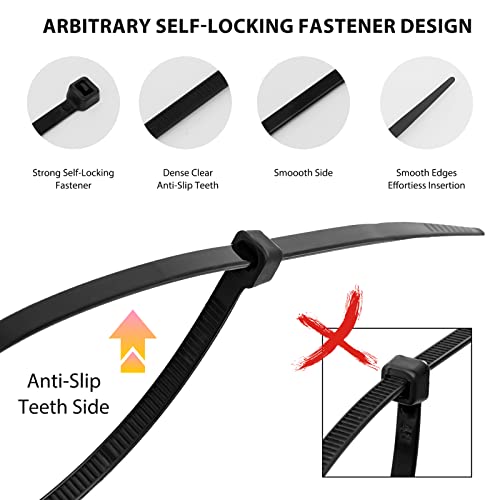 ARBITRARY SELF-LOCKING FASTENER DESIGN
Strong Self-Locking
Fastener
Dense Clear
Anti-Slip Teeth
Smoooth Side
Smooth Edges
Effortless Insertion
Anti-Slip
Teeth Side